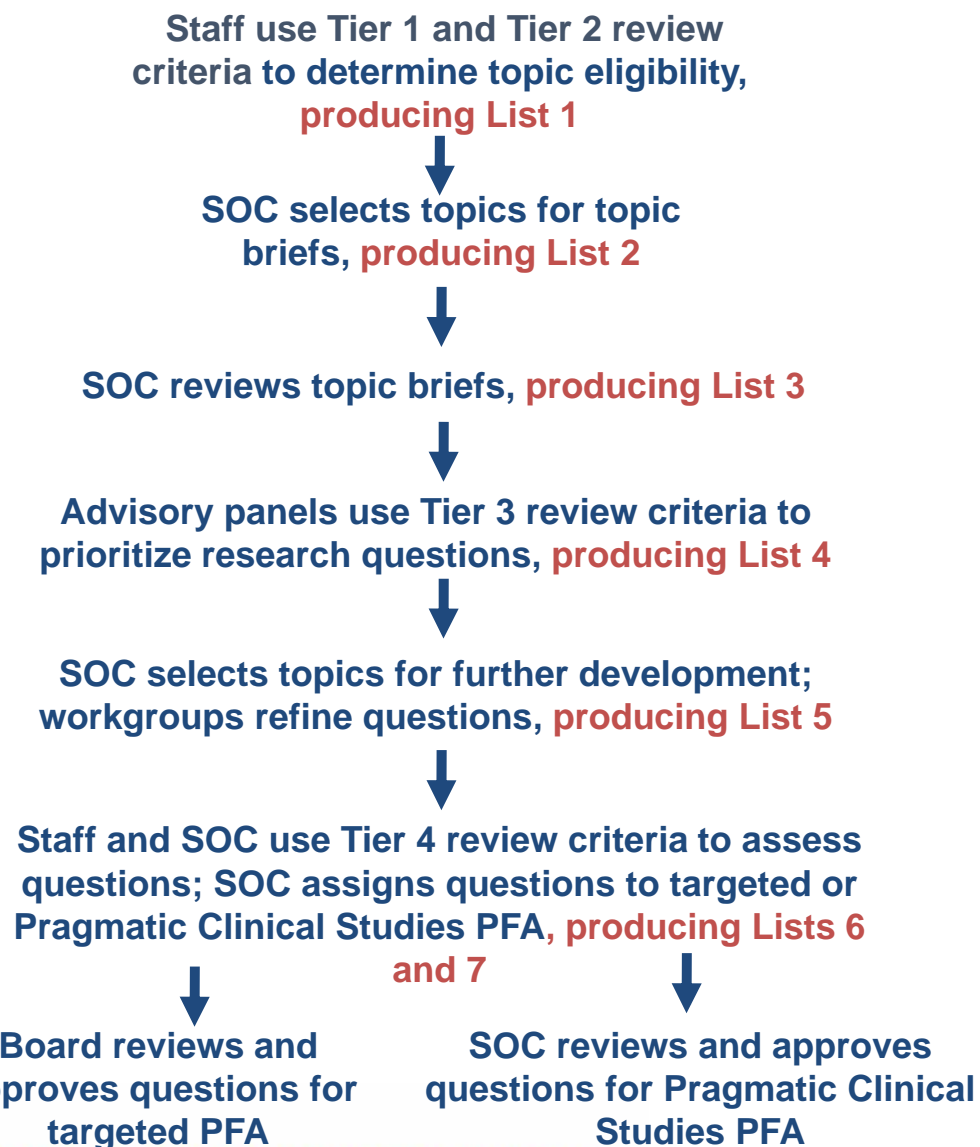 Staff use Tier 1 and Tier 2 review
criteria to determine topic eligibility,
producing List 1
SOC selects topics for topic
briefs, producing List 2
SOC reviews topic briefs, producing List 3
Advisory panels use Tier 3 review criteria to
prioritize research questions, producing List 4
SOC selects topics for further development;
workgroups refine questions, producing List 5
Staff and SOC use Tier 4 review criteria to assess
questions; SOC assigns questions to targeted or
Pragmatic Clinical Studies PFA, producing Lists 6
and 7
Board reviews and
pproves questions for
targeted PFA
SOC reviews and approves
questions for Pragmatic Clinical
Studies PFA